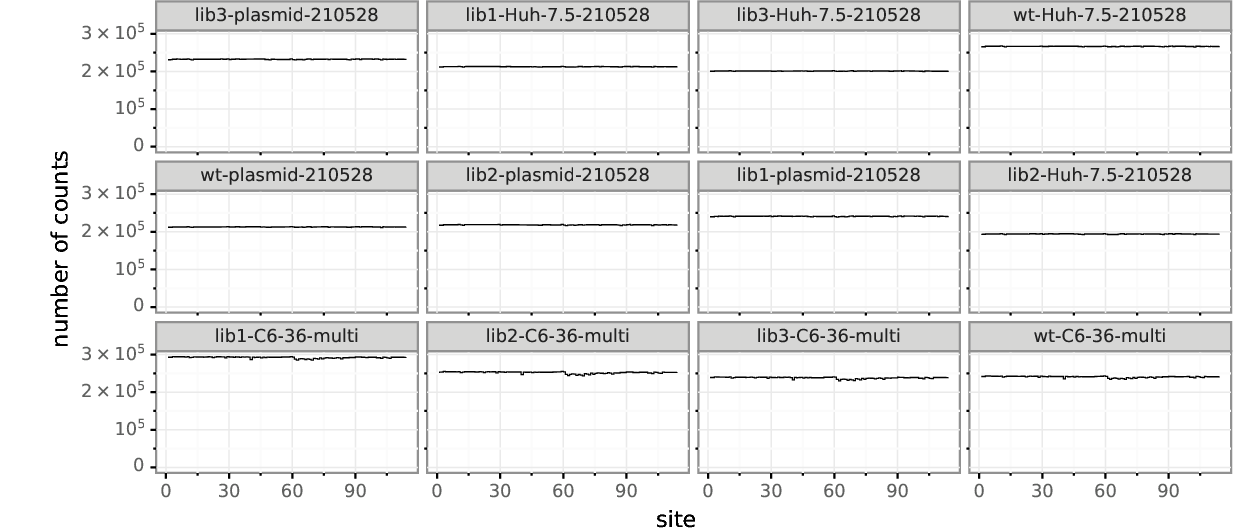 lib3-plasmid-210528 lib1-Huh-7.5-210528 lib3-Huh-7.5-210528 wt-Huh-7.5-210528
3 × 10⁵
2 × 10⁵
10⁵
0
wt-plasmid-210528 lib2-plasmid-210528 lib1-plasmid-210528 lib2-Huh-7.5-210528
3 × 10⁵
2 × 10⁵
10⁵
0
number of counts
lib1-C6-36-multi lib2-C6-36-multi lib3-C6-36-multi wt-C6-36-multi
3 × 10⁵
2 × 10⁵
10⁵
0
0 30 60 90 0 30 60 90 0 30 60 90 0 30 60 90
site